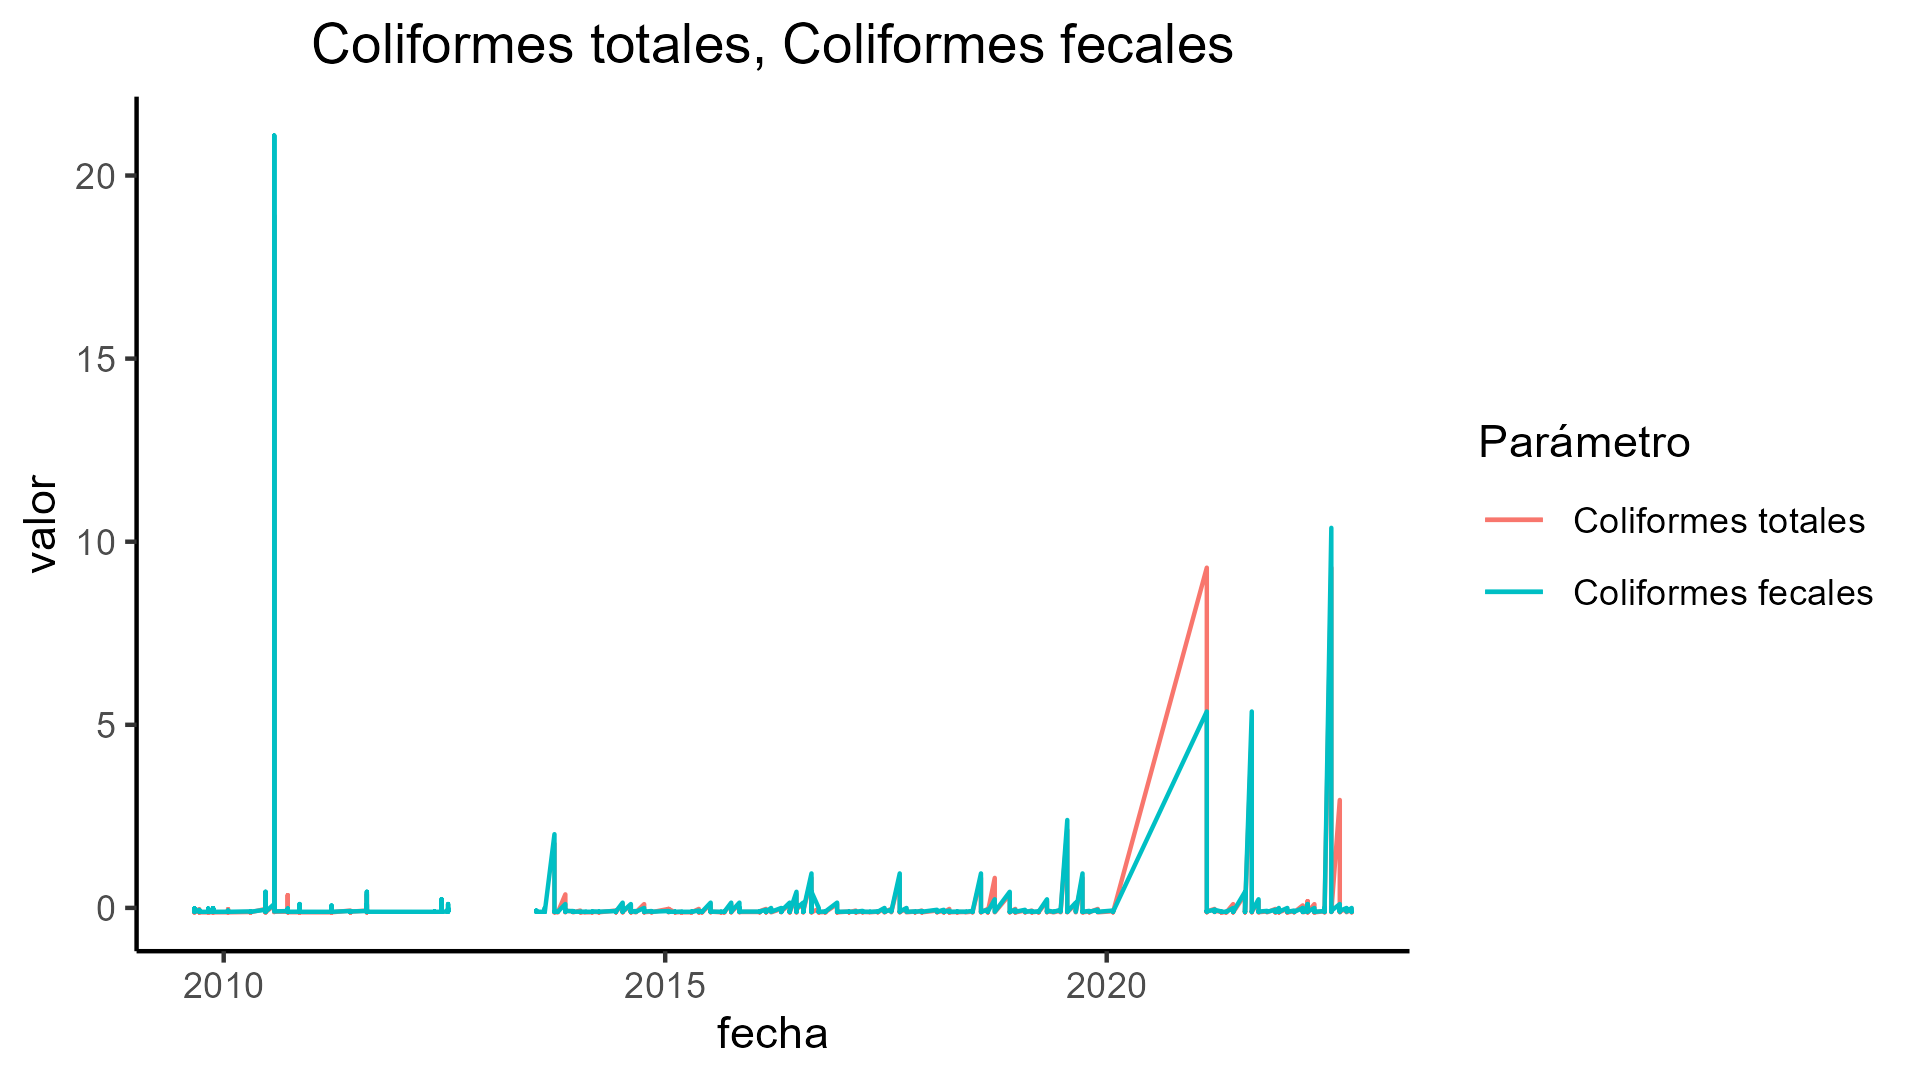 Coliformes totales, Coliformes fecales
valor
20
15
10
5
0
2010
2015
2020
fecha
Parámetro
Coliformes totales
Coliformes fecales